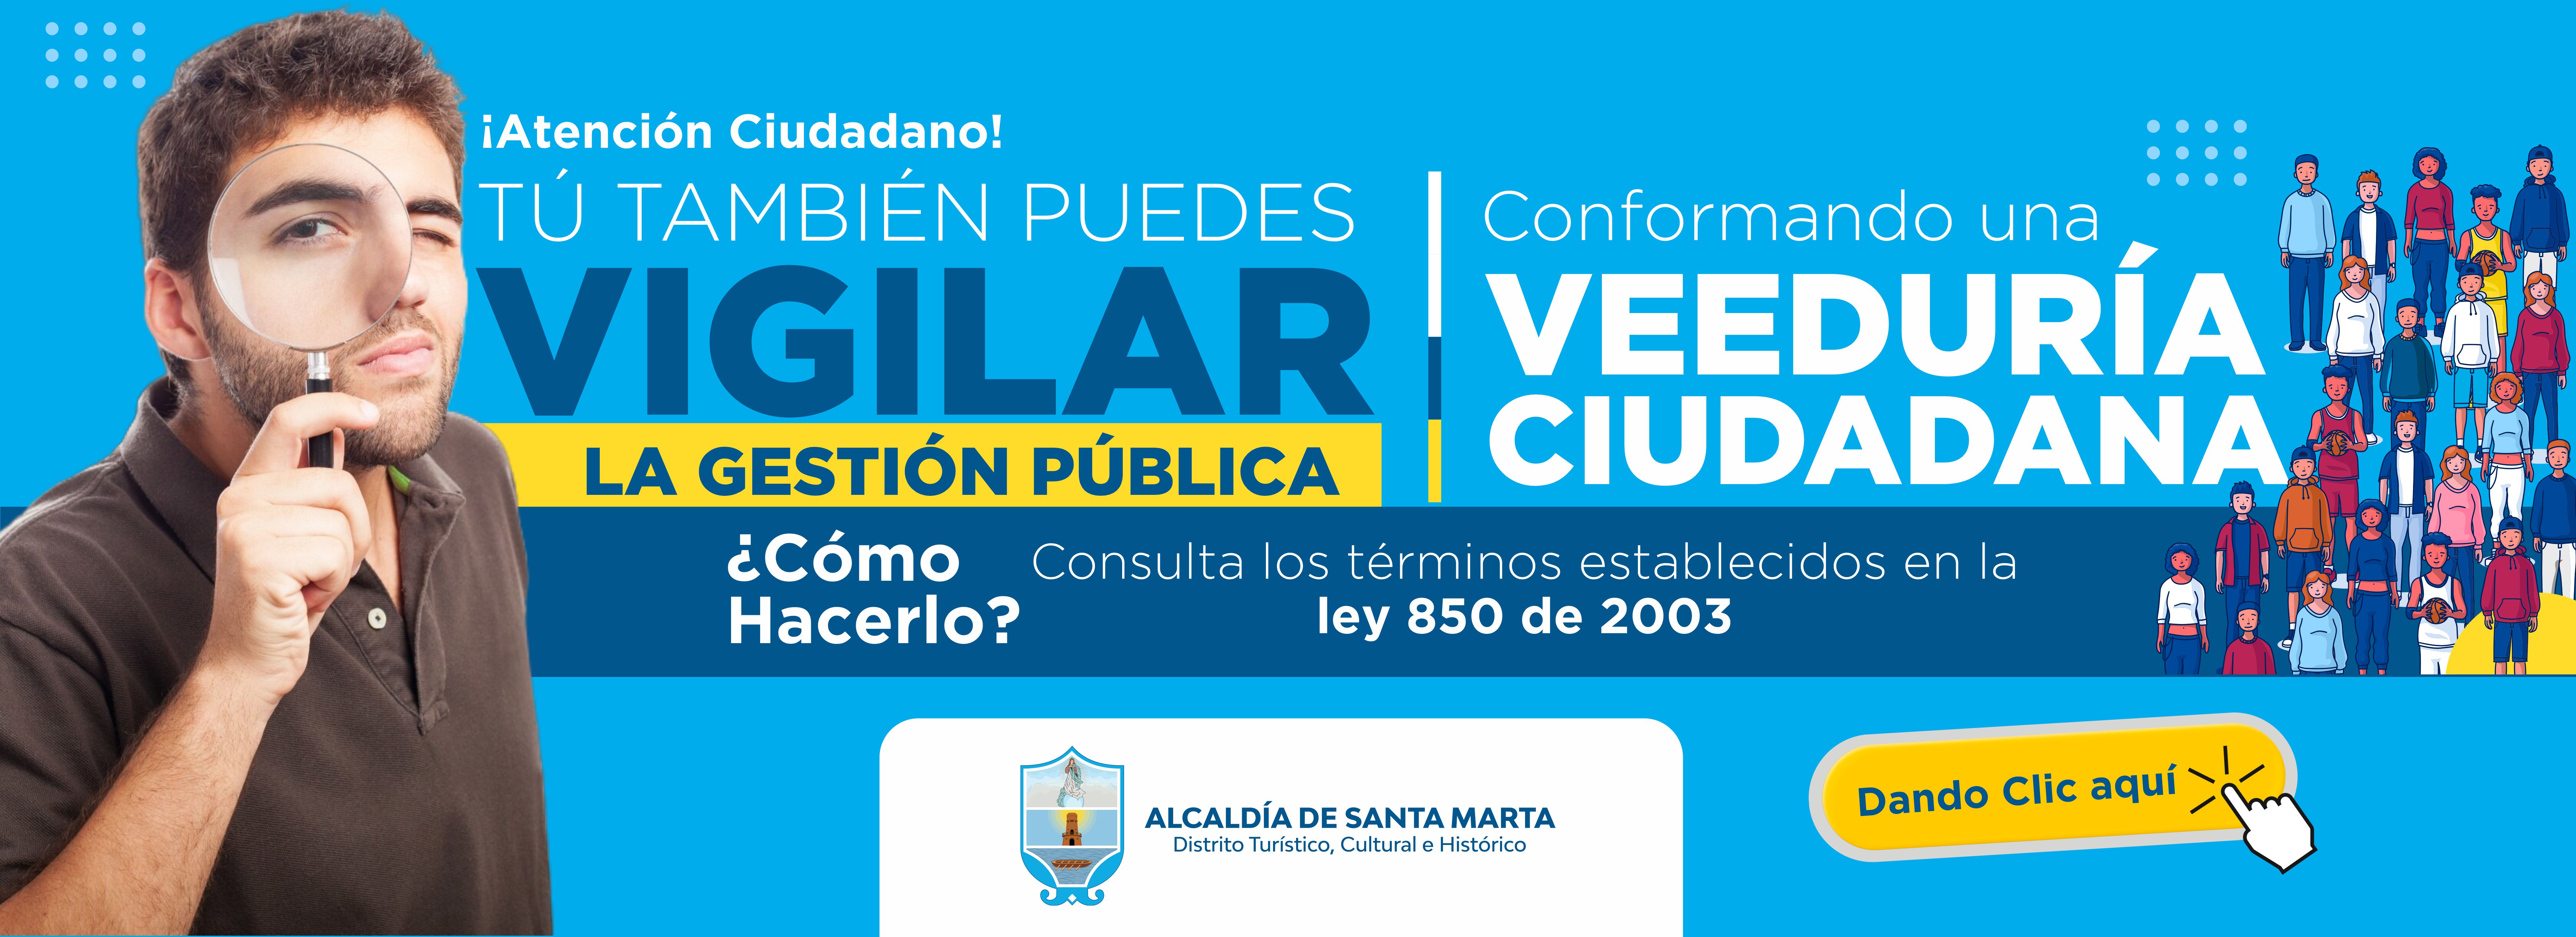 ¡Atención Ciudadano!
TÚ TAMBIÉN PUEDES
VIGILAR
LA GESTIÓN PÚBLICA
Conformando una
VEEDURÍA
CIUDADANA
¿Cómo
Hacerlo?
Consulta los términos establecidos en la
ley 850 de 2003
ALCALDÍA DE SANTA MARTA
Distrito Turístico, Cultural e Histórico
Dando Clic aquí